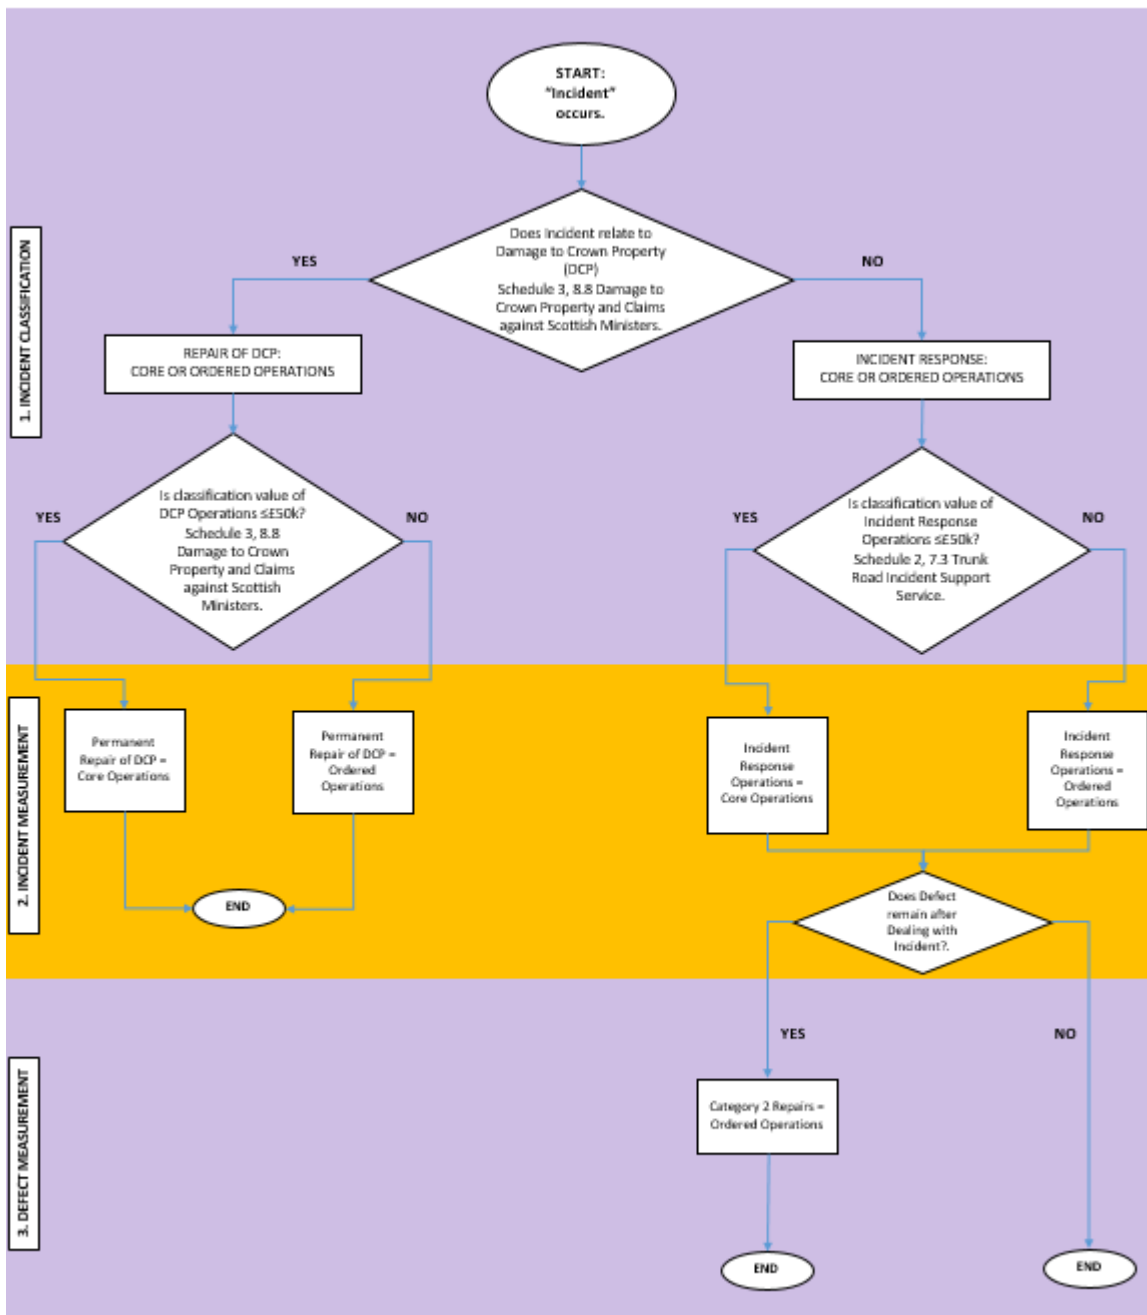 START:
"Incident"
occurs.
Does Incident relate to
Damage to Crown Property
(DCP)
Schedule 3, 8.8 Damage to
Crown Property and Claims
against Scottish Ministers.
YES
NO
1. INCIDENT CLASSIFICATION
REPAIR OF DCP:
CORE OR ORDERED OPERATIONS
INCIDENT RESPONSE:
CORE OR ORDERED OPERATIONS
Is classification value of
DCP Operations ≤£50k?
Schedule 3, 8.8
Damage to Crown
Property and Claims
against Scottish
Ministers.
YES
NO
Is classification value of
Incident Response
Operations ≤£50k?
Schedule 2, 7.3 Trunk
Road Incident Support
Service.
YES
NO
2. INCIDENT MEASUREMENT
Permanent
Repair of DCP =
Core Operations
Permanent
Repair of DCP =
Ordered
Operations
Incident
Response
Operations =
Core Operations
Incident
Response
Operations =
Ordered
Operations
END
Does Defect
remain after
Dealing with
Incident?.
YES
NO
3. DEFECT MEASUREMENT
Category 2 Repairs =
Ordered Operations
END
END